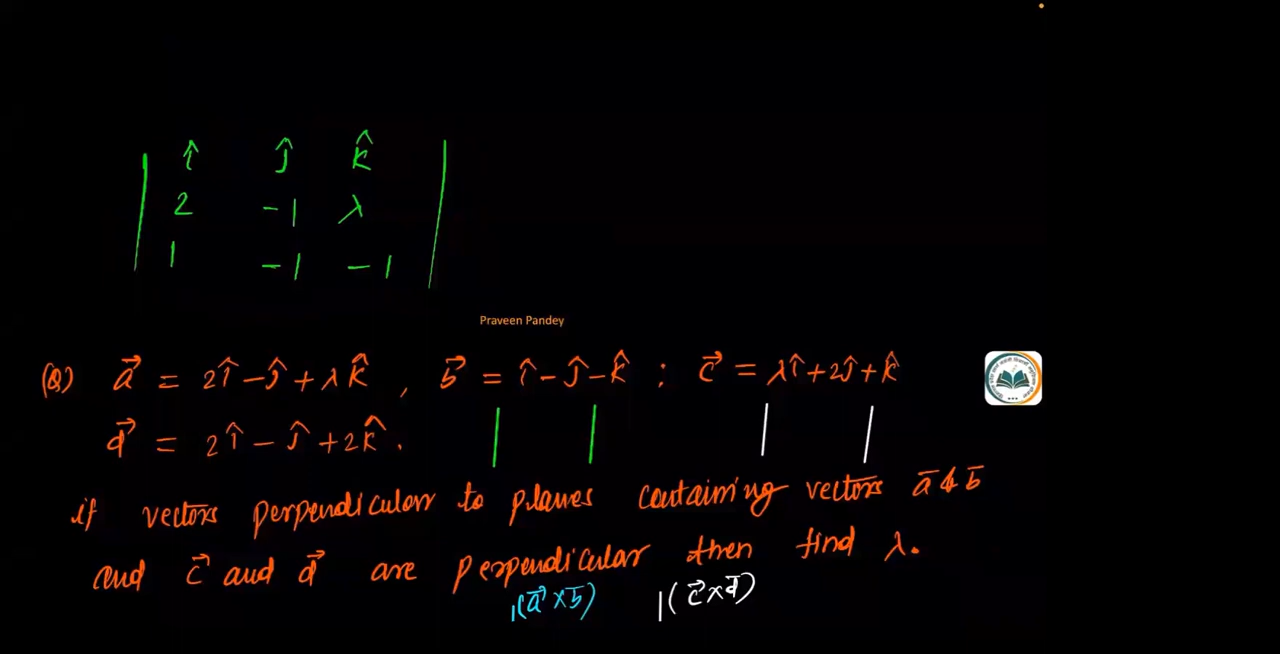 î ĵ k̂
2 -1 λ
1 -1 -1
Praveen Pandey
(Q) a⃗ = 2î-ĵ+λk̂ , b⃗ = î-ĵ-k̂ ; c⃗ = λî+2ĵ+k̂
d⃗ = 2î-ĵ+2k̂ .
if vectors perpendicular to planes containing vectors a̅ & b̅
and c⃗ and d⃗ are perpendicular then find λ.
(a⃗×b̅) (c⃗×d̅)